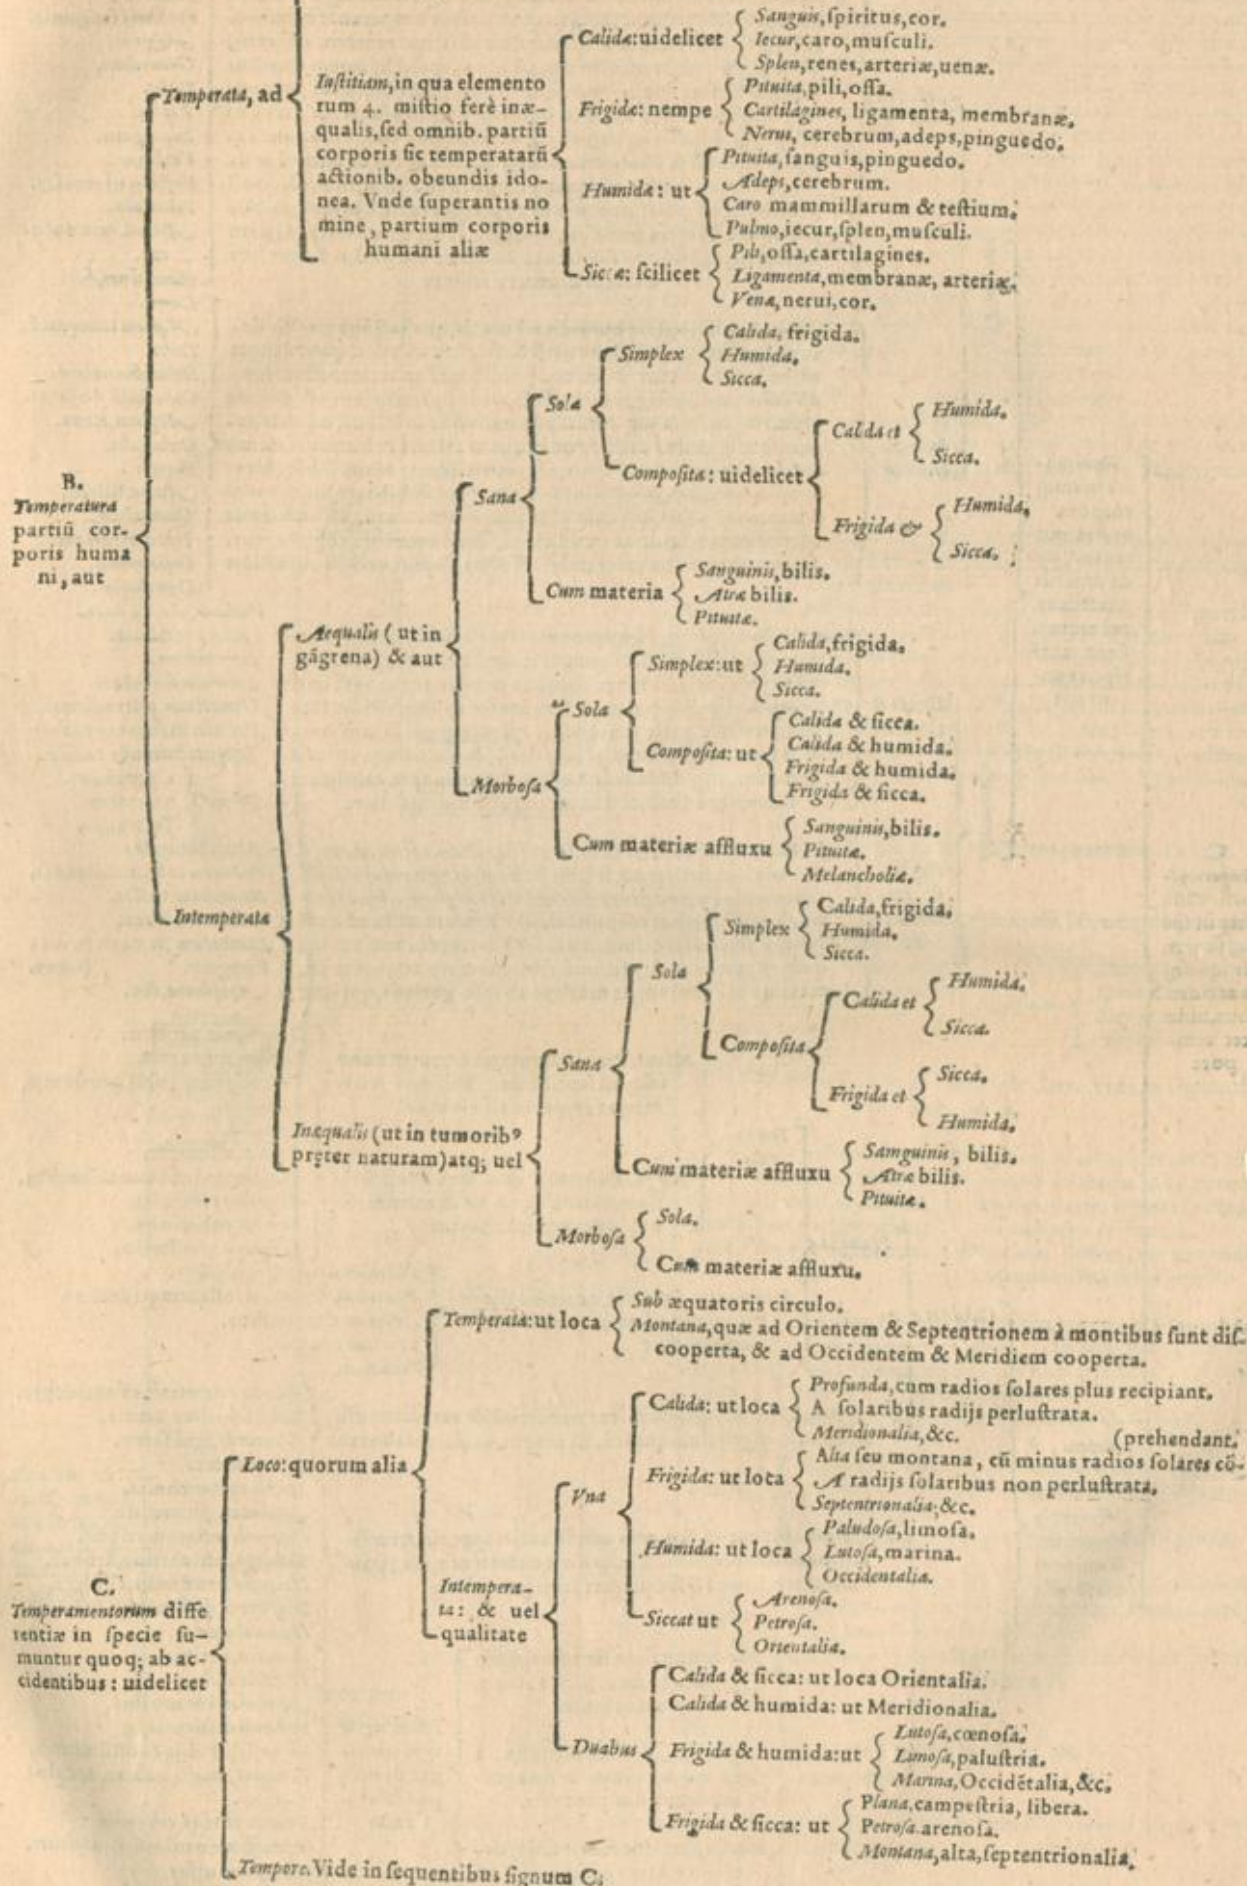 B.
Temperatura
partiū cor-
poris huma
ni, aut
Temperata, ad
Iustitiam, in qua elemento
rum 4. mistio ferè inæ-
qualis, sed omnib. partiū
corporis sic temperatarū
actionib. obeundis ido-
nea. Vnde superantis no
mine, partium corporis
humani aliæ
Calidæ: uidelicet
Sanguis, spiritus, cor.
Iecur, caro, musculi.
Splen, renes, arteriæ, uenæ.
Frigidæ: nempe
Pituita, pili, ossa.
Cartilagines, ligamenta, membranæ.
Nerui, cerebrum, adeps, pinguedo.
Humidæ: ut
Pituita, sanguis, pinguedo.
Adeps, cerebrum.
Caro mammillarum & testium.
Pulmo, iecur, splen, musculi.
Siccæ: scilicet
Pili, ossa, cartilagines.
Ligamenta, membranæ, arteriæ.
Venæ, nerui, cor.
Intemperata
Aequalis (ut in
gāgrena) & aut
Sana
Sola
Simplex
Calida, frigida.
Humida.
Sicca.
Composita: uidelicet
Calida et
Humida.
Sicca.
Frigida &
Humida.
Sicca.
Cum materia
Sanguinis, bilis.
Atræ bilis.
Pituitæ.
Morbosa
Sola
Simplex: ut
Calida, frigida.
Humida.
Sicca.
Composita: ut
Calida & sicca.
Calida & humida.
Frigida & humida.
Frigida & sicca.
Cum materiæ affluxu
Sanguinis, bilis.
Pituitæ.
Melancholiæ.
Inæqualis (ut in tumorib⁹
pręter naturam) atq; uel
Sana
Sola
Simplex
Calida, frigida.
Humida.
Sicca.
Composita
Calida et
Humida.
Sicca.
Frigida et
Sicca.
Humida.
Cum materiæ affluxu
Samguinis, bilis.
Atræ bilis.
Pituitæ.
Morbosa
Sola.
Cum materiæ affluxu.
C.
Temperamentorum diffe
rentiæ in specie su-
muntur quoq; ab ac-
cidentibus: uidelicet
Loco: quorum alia
Temperata: ut loca
Sub æquatoris circulo.
Montana, quæ ad Orientem & Septentrionem à montibus sunt dis-
cooperta, & ad Occidentem & Meridiem cooperta.
Intempera-
ta: & uel
qualitate
Vna
Calida: ut loca
Profunda, cum radios solares plus recipiant.
A solaribus radijs perlustrata.
Meridionalia, &c.
(prehendant.
Frigida: ut loca
Alta seu montana, cū minus radios solares cō-
A radijs solaribus non perlustrata.
Septentrionalia, &c.
Humida: ut loca
Paludosa, limosa.
Lutosa, marina.
Occidentalia.
Siccat ut
Arenosa.
Petrosa.
Orientalia.
Duabus
Calida & sicca: ut loca Orientalia.
Calida & humida: ut Meridionalia.
Frigida & humida: ut
Lutosa, cœnosa.
Limosa, palustria.
Marina, Occidētalia, &c.
Frigida & sicca: ut
Plana, campestria, libera.
Petrosa. arenosa.
Montana, alta, septentrionalia.
Tempore. Vide in sequentibus signum C.